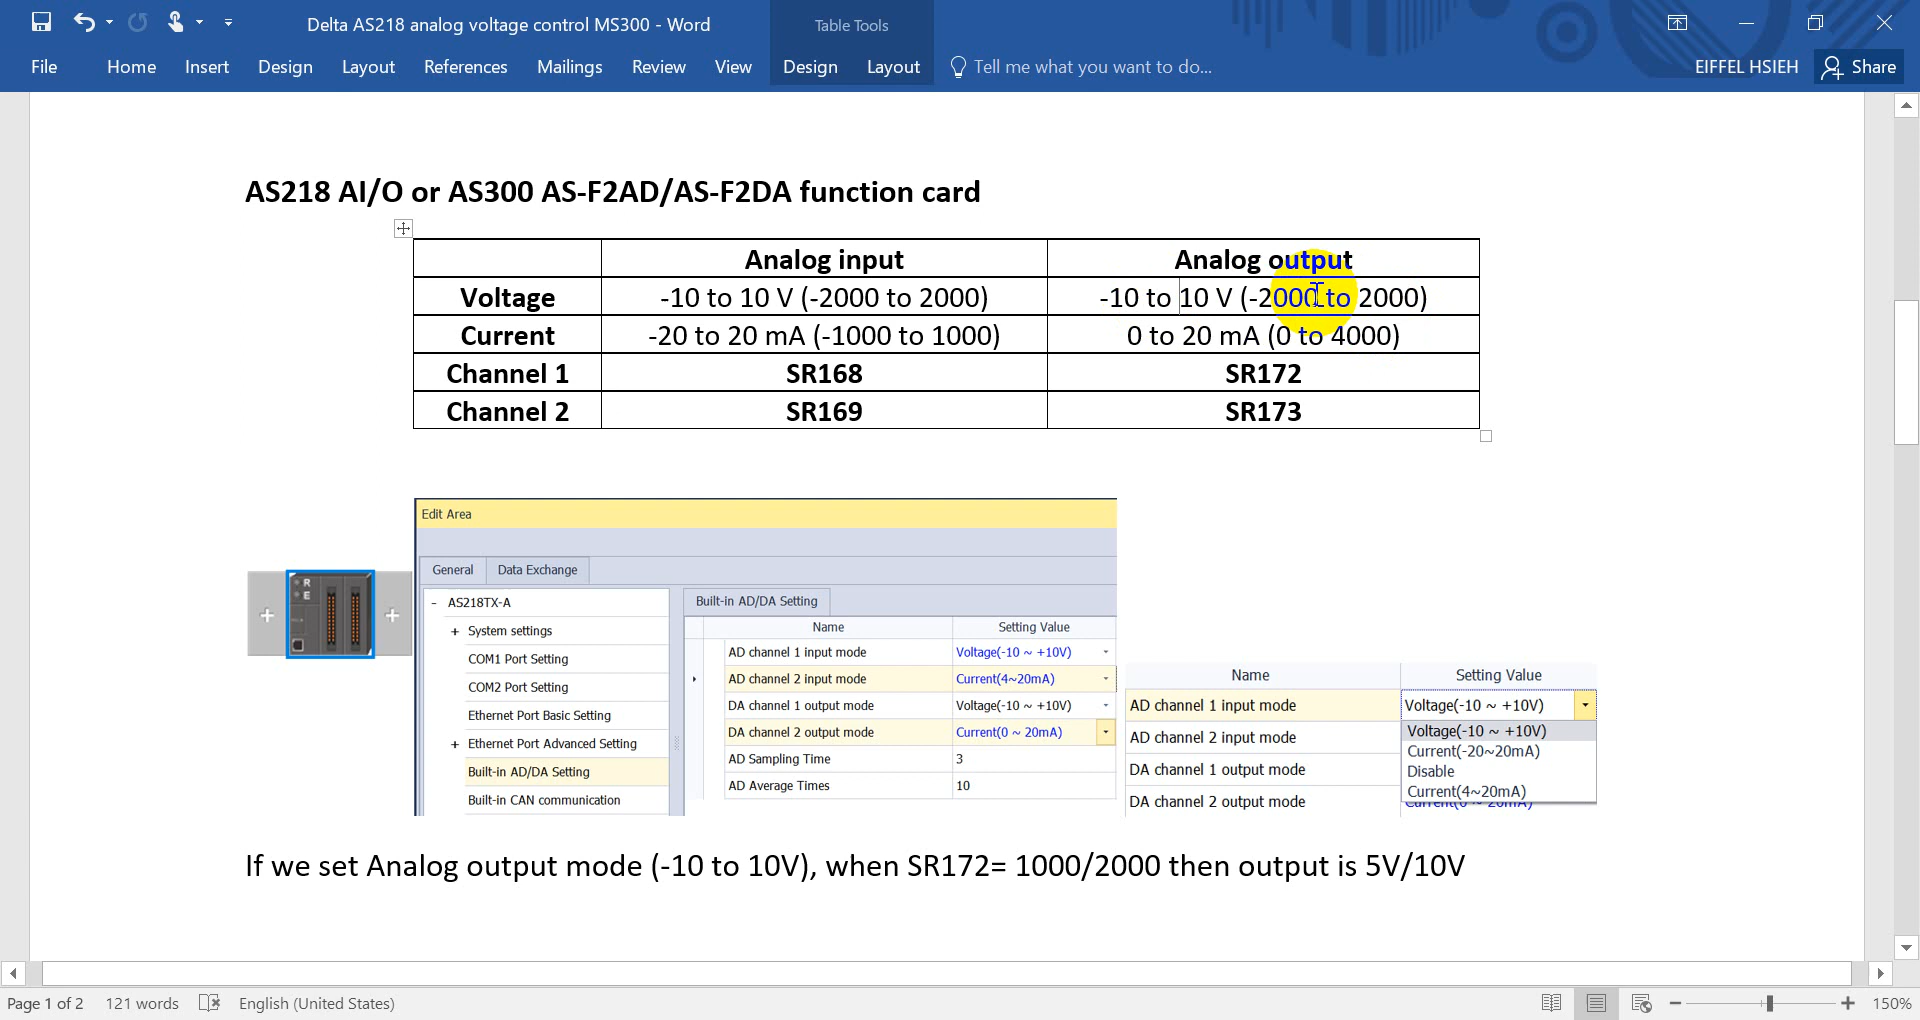 Delta AS218 analog voltage control MS300 - Word
Table Tools
File Home Insert Design Layout References Mailings Review View Design Layout Tell me what you want to do... EIFFEL HSIEH Share
AS218 AI/O or AS300 AS-F2AD/AS-F2DA function card
Analog input Analog output
Voltage -10 to 10 V (-2000 to 2000) -10 to 10 V (-2000 to 2000)
Current -20 to 20 mA (-1000 to 1000) 0 to 20 mA (0 to 4000)
Channel 1 SR168 SR172
Channel 2 SR169 SR173
Edit Area
General Data Exchange
R
E
- AS218TX-A
+ System settings
COM1 Port Setting
COM2 Port Setting
Ethernet Port Basic Setting
+ Ethernet Port Advanced Setting
Built-in AD/DA Setting
Built-in CAN communication
Built-in AD/DA Setting
Name Setting Value
AD channel 1 input mode Voltage(-10 ~ +10V)
AD channel 2 input mode Current(4~20mA)
DA channel 1 output mode Voltage(-10 ~ +10V)
DA channel 2 output mode Current(0 ~ 20mA)
AD Sampling Time 3
AD Average Times 10
Name Setting Value
AD channel 1 input mode Voltage(-10 ~ +10V)
AD channel 2 input mode
DA channel 1 output mode
DA channel 2 output mode
Voltage(-10 ~ +10V)
Current(-20~20mA)
Disable
Current(4~20mA)
If we set Analog output mode (-10 to 10V), when SR172= 1000/2000 then output is 5V/10V
Page 1 of 2 121 words English (United States) 150%